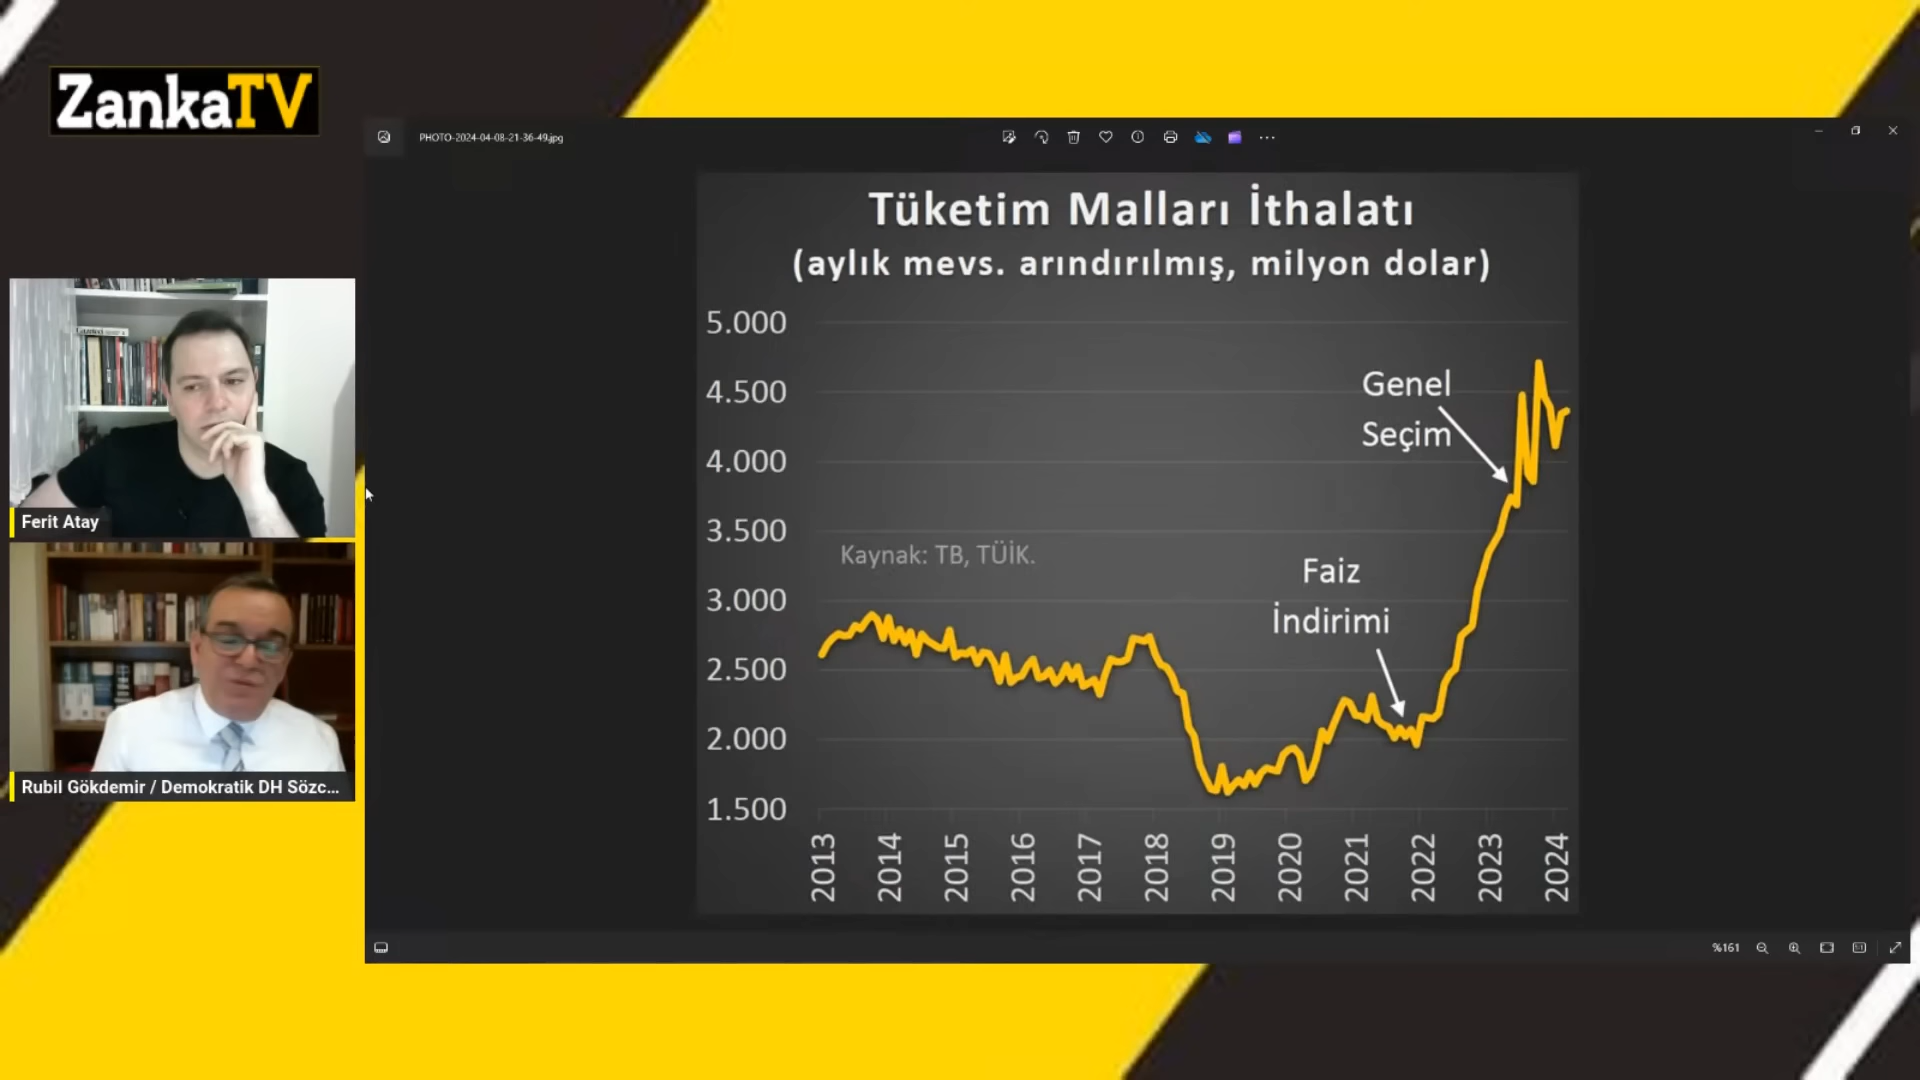 ZankaTV
PHOTO-2024-04-08-21-36-49.jpg
Tüketim Malları İthalatı
(aylık mevs. arındırılmış, milyon dolar)
5.000
4.500
4.000
3.500
3.000
2.500
2.000
1.500
Genel
Seçim
Kaynak: TB, TÜİK.
Faiz
İndirimi
2013
2014
2015
2016
2017
2018
2019
2020
2021
2022
2023
2024
Ferit Atay
Rubil Gökdemir / Demokratik DH Sözc...
%161